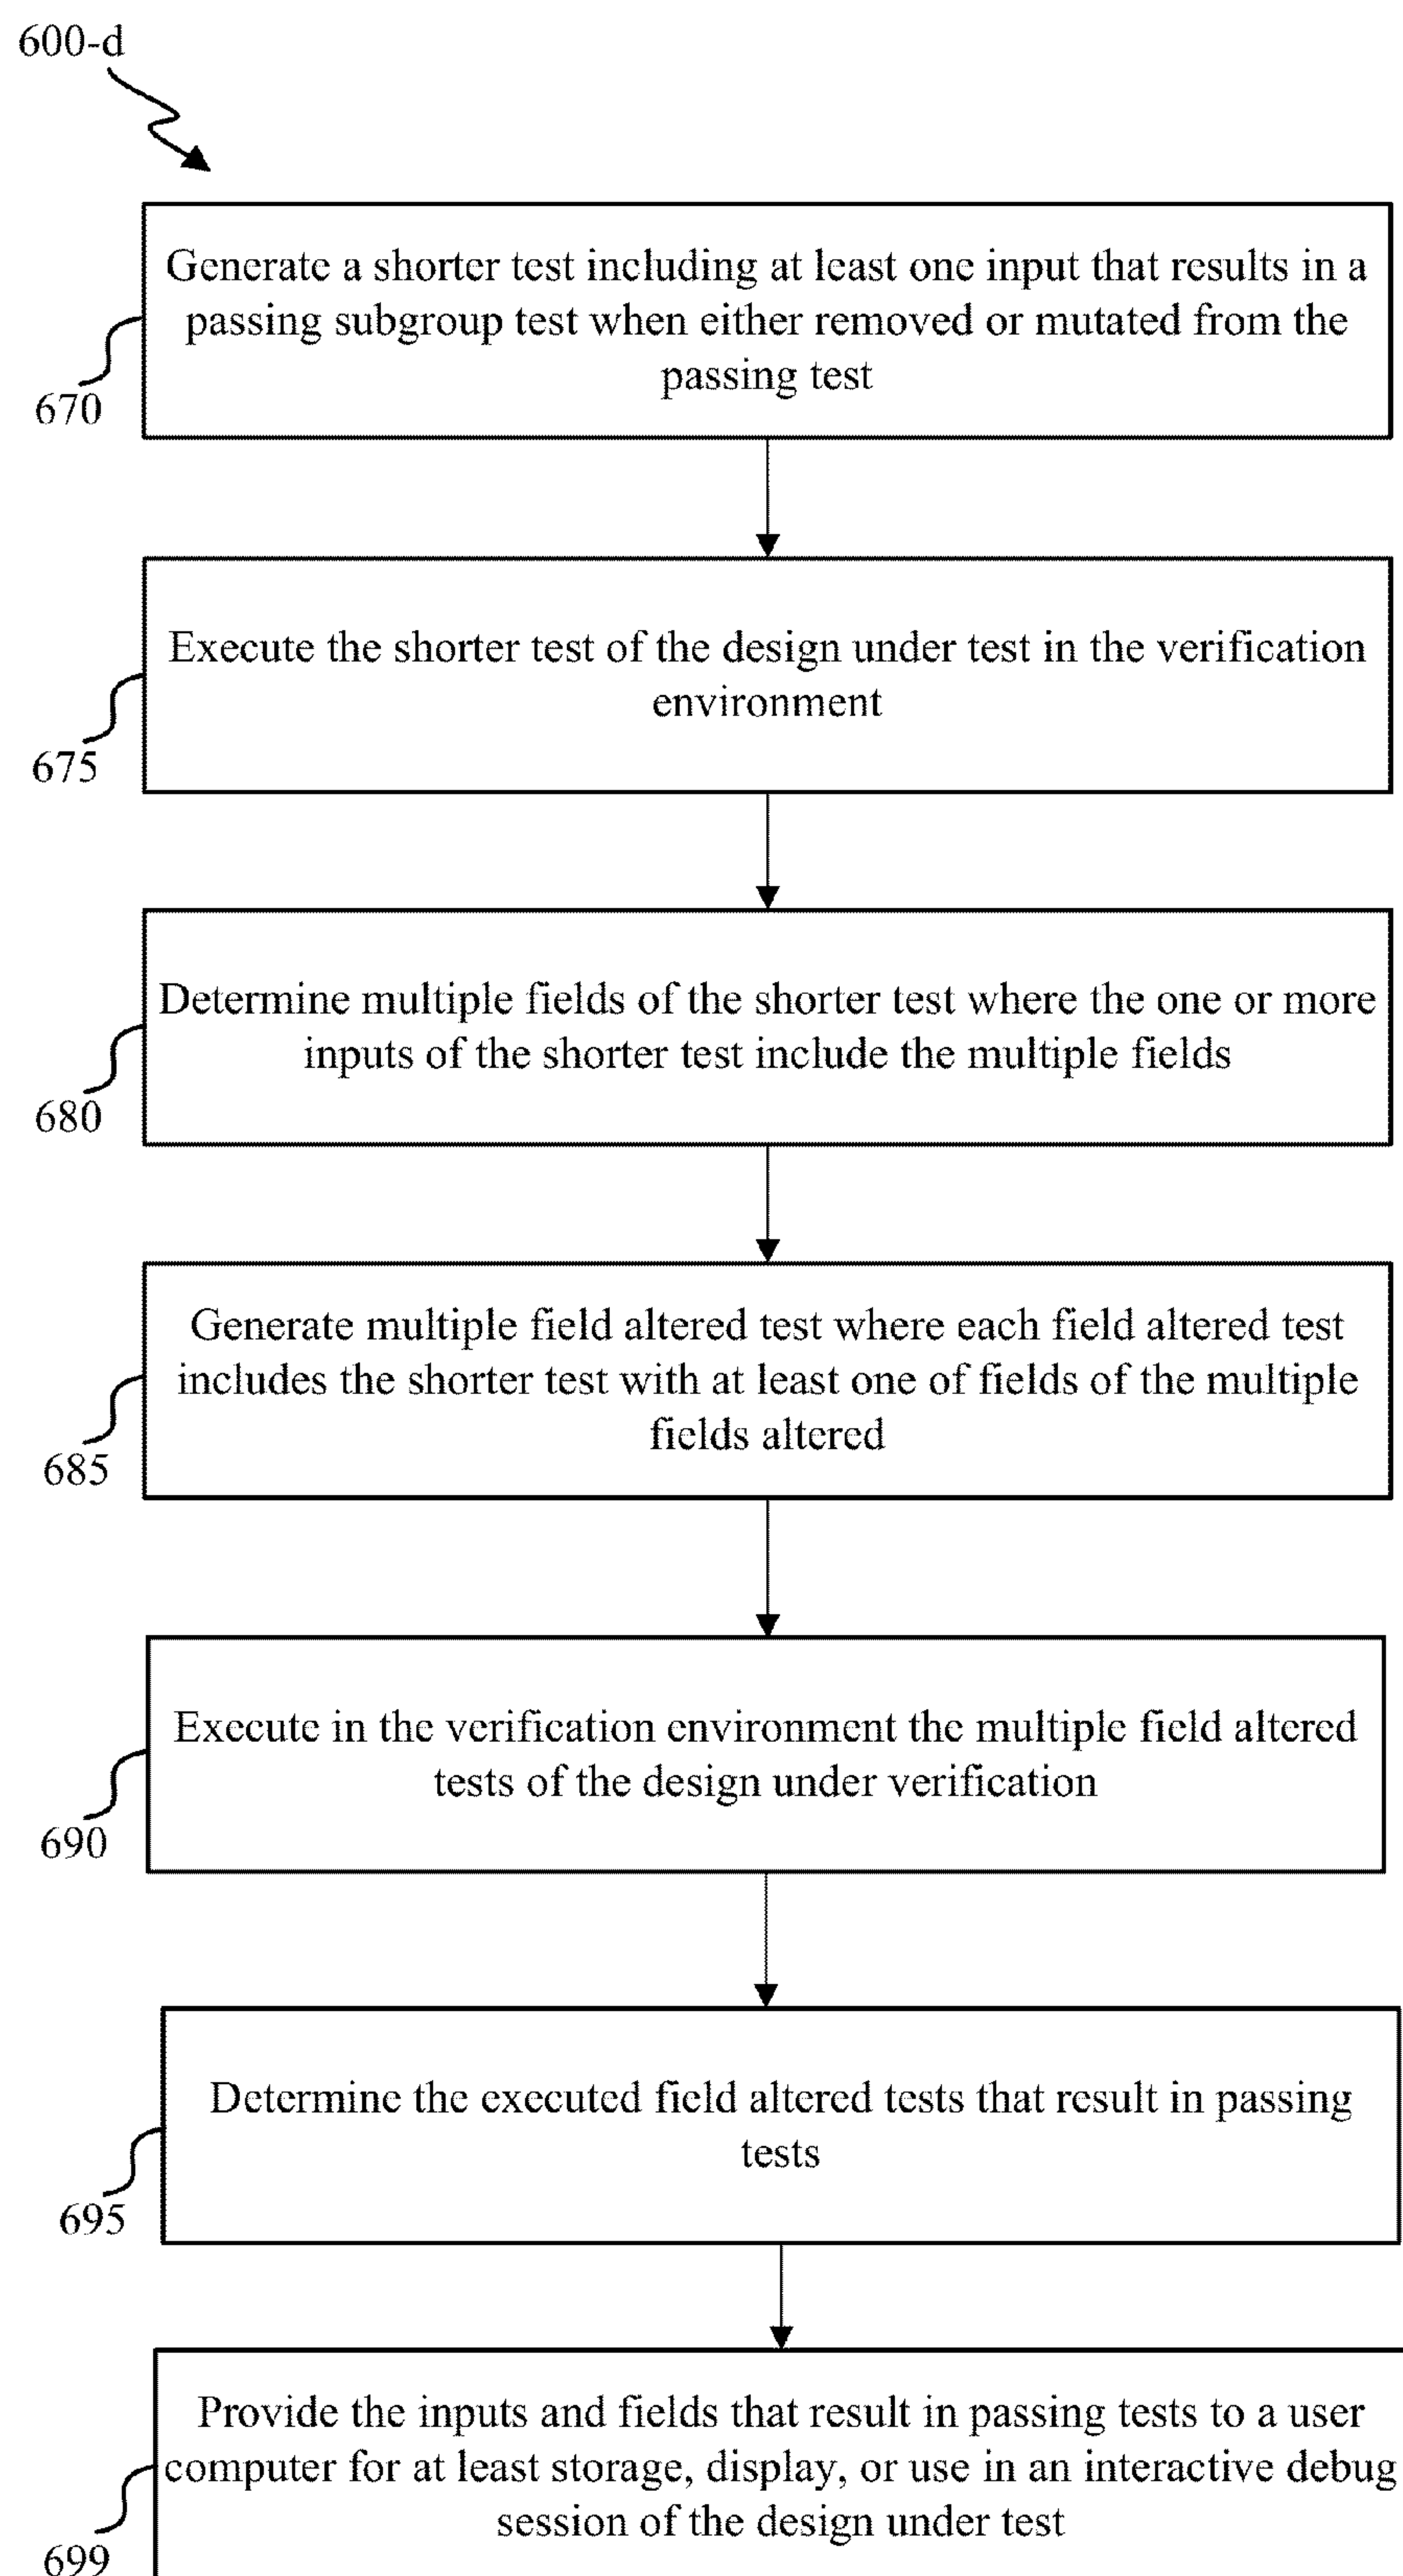 600-d
Generate a shorter test including at least one input that results in a
passing subgroup test when either removed or mutated from the
passing test
670
Execute the shorter test of the design under test in the verification
environment
675
Determine multiple fields of the shorter test where the one or more
inputs of the shorter test include the multiple fields
680
Generate multiple field altered test where each field altered test
includes the shorter test with at least one of fields of the multiple
fields altered
685
Execute in the verification environment the multiple field altered
tests of the design under verification
690
Determine the executed field altered tests that result in passing
tests
695
Provide the inputs and fields that result in passing tests to a user
computer for at least storage, display, or use in an interactive debug
session of the design under test
699